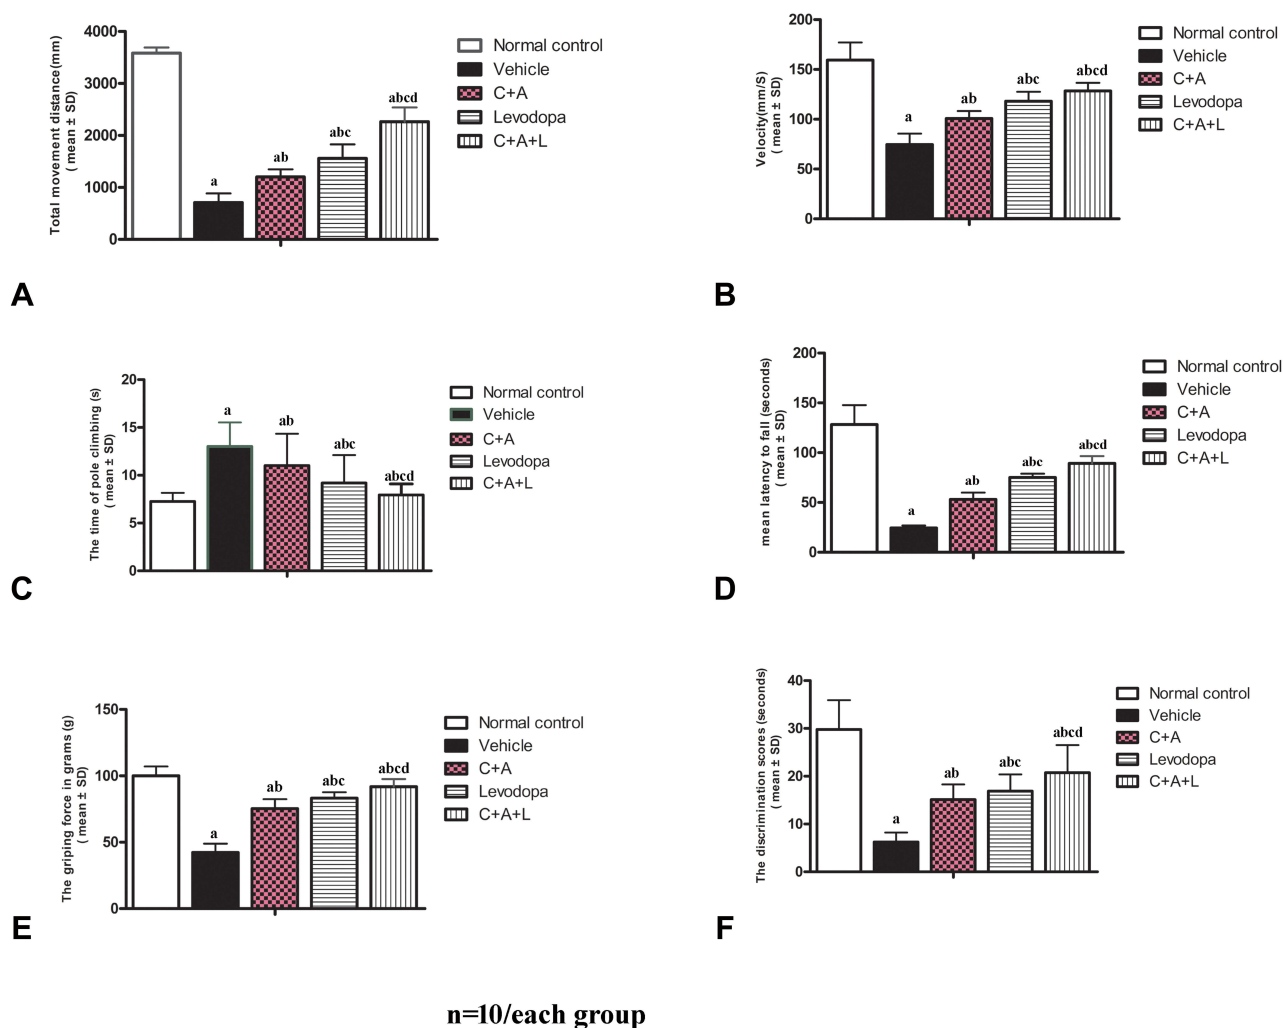 Total movement distance(mm)
( mean ± SD)
4000
3000
2000
1000
0
a
ab
abc
abcd
Normal control
Vehicle
C+A
Levodopa
C+A+L
A
Velocity(mm/S)
( mean ± SD)
200
150
100
50
0
a
ab
abc
abcd
Normal control
Vehicle
C+A
Levodopa
C+A+L
B
The time of pole climbing (s)
( mean ± SD)
20
15
10
5
0
a
ab
abc
abcd
Normal control
Vehicle
C+A
Levodopa
C+A+L
C
mean latency to fall (seconds)
( mean ± SD)
200
150
100
50
0
a
ab
abc
abcd
Normal control
Vehicle
C+A
Levodopa
C+A+L
D
The griping force in grams (g)
( mean ± SD)
150
100
50
0
a
ab
abc
abcd
Normal control
Vehicle
C+A
Levodopa
C+A+L
E
The discrimination scores (seconds)
( mean ± SD)
40
30
20
10
0
a
ab
abc
abcd
Normal control
Vehicle
C+A
Levodopa
C+A+L
F
n=10/each group